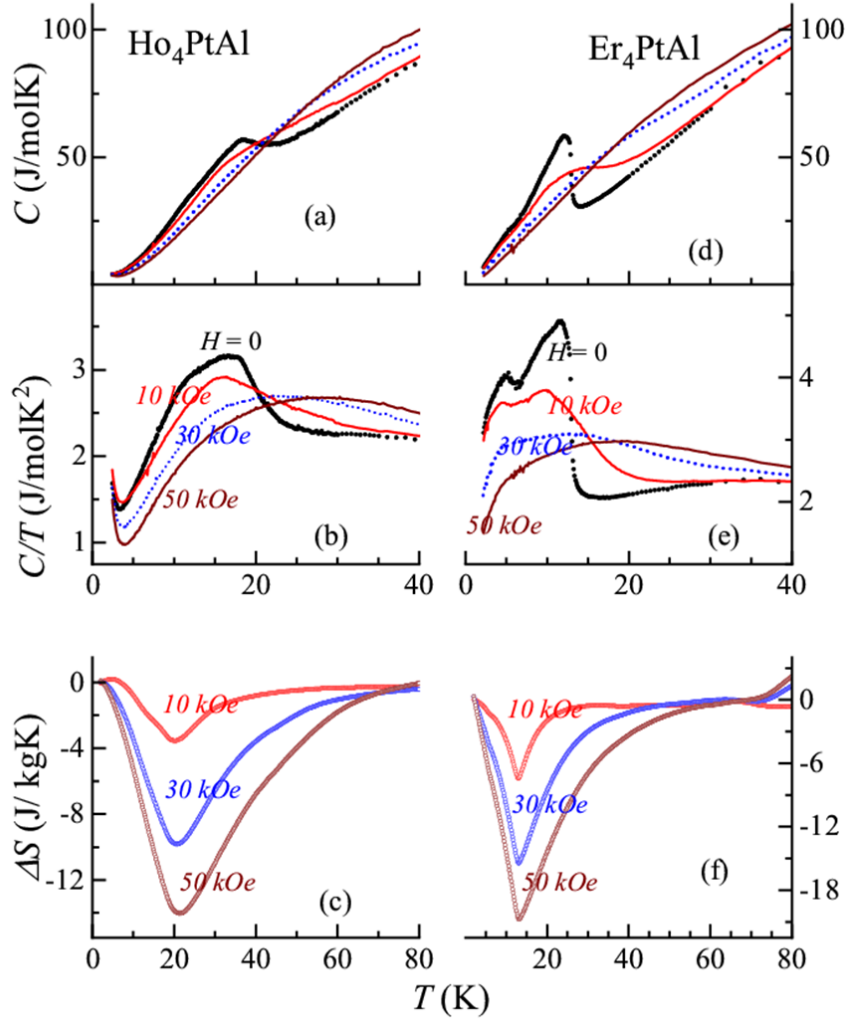 Ho₄PtAl
Er₄PtAl
100
50
C (J/molK)
(a)
100
50
(d)
3
2
1
C/T (J/molK²)
H = 0
10 kOe
30 kOe
50 kOe
(b)
0 20 40
H = 0
10 kOe
30 kOe
50 kOe
(e)
4
2
0 20 40
0
-4
-8
-12
ΔS (J/ kgK)
10 kOe
30 kOe
50 kOe
(c)
0 20 40 60 80
10 kOe
30 kOe
50 kOe
(f)
0
-6
-12
-18
20 40 60 80
T (K)